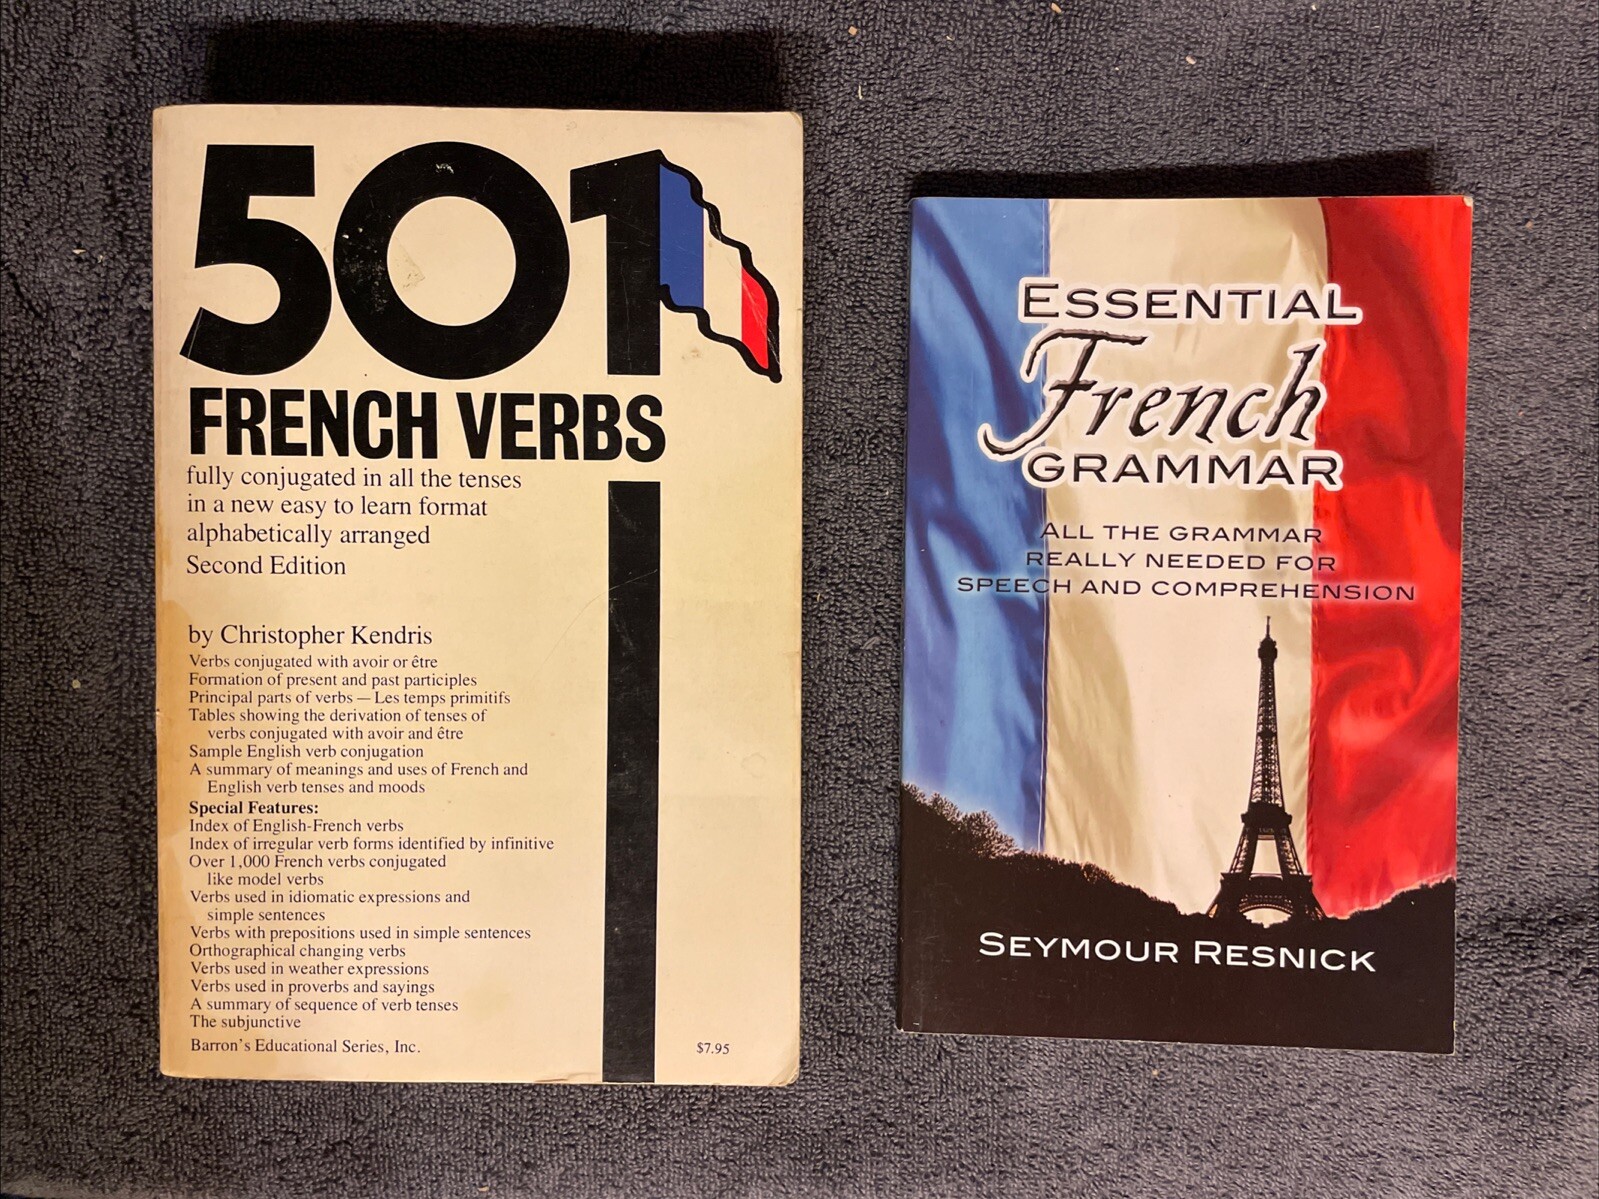 501
FRENCH VERBS
fully conjugated in all the tenses
in a new easy to learn format
alphabetically arranged
Second Edition
by Christopher Kendris
Verbs conjugated with avoir or être
Formation of present and past participles
Principal parts of verbs — Les temps primitifs
Tables showing the derivation of tenses of
verbs conjugated with avoir and être
Sample English verb conjugation
A summary of meanings and uses of French and
English verb tenses and moods
Special Features:
Index of English-French verbs
Index of irregular verb forms identified by infinitive
Over 1,000 French verbs conjugated
like model verbs
Verbs used in idiomatic expressions and
simple sentences
Verbs with prepositions used in simple sentences
Orthographical changing verbs
Verbs used in weather expressions
Verbs used in proverbs and sayings
A summary of sequence of verb tenses
The subjunctive
Barron's Educational Series, Inc.
$7.95
ESSENTIAL
French
GRAMMAR
ALL THE GRAMMAR
REALLY NEEDED FOR
SPEECH AND COMPREHENSION
SEYMOUR RESNICK